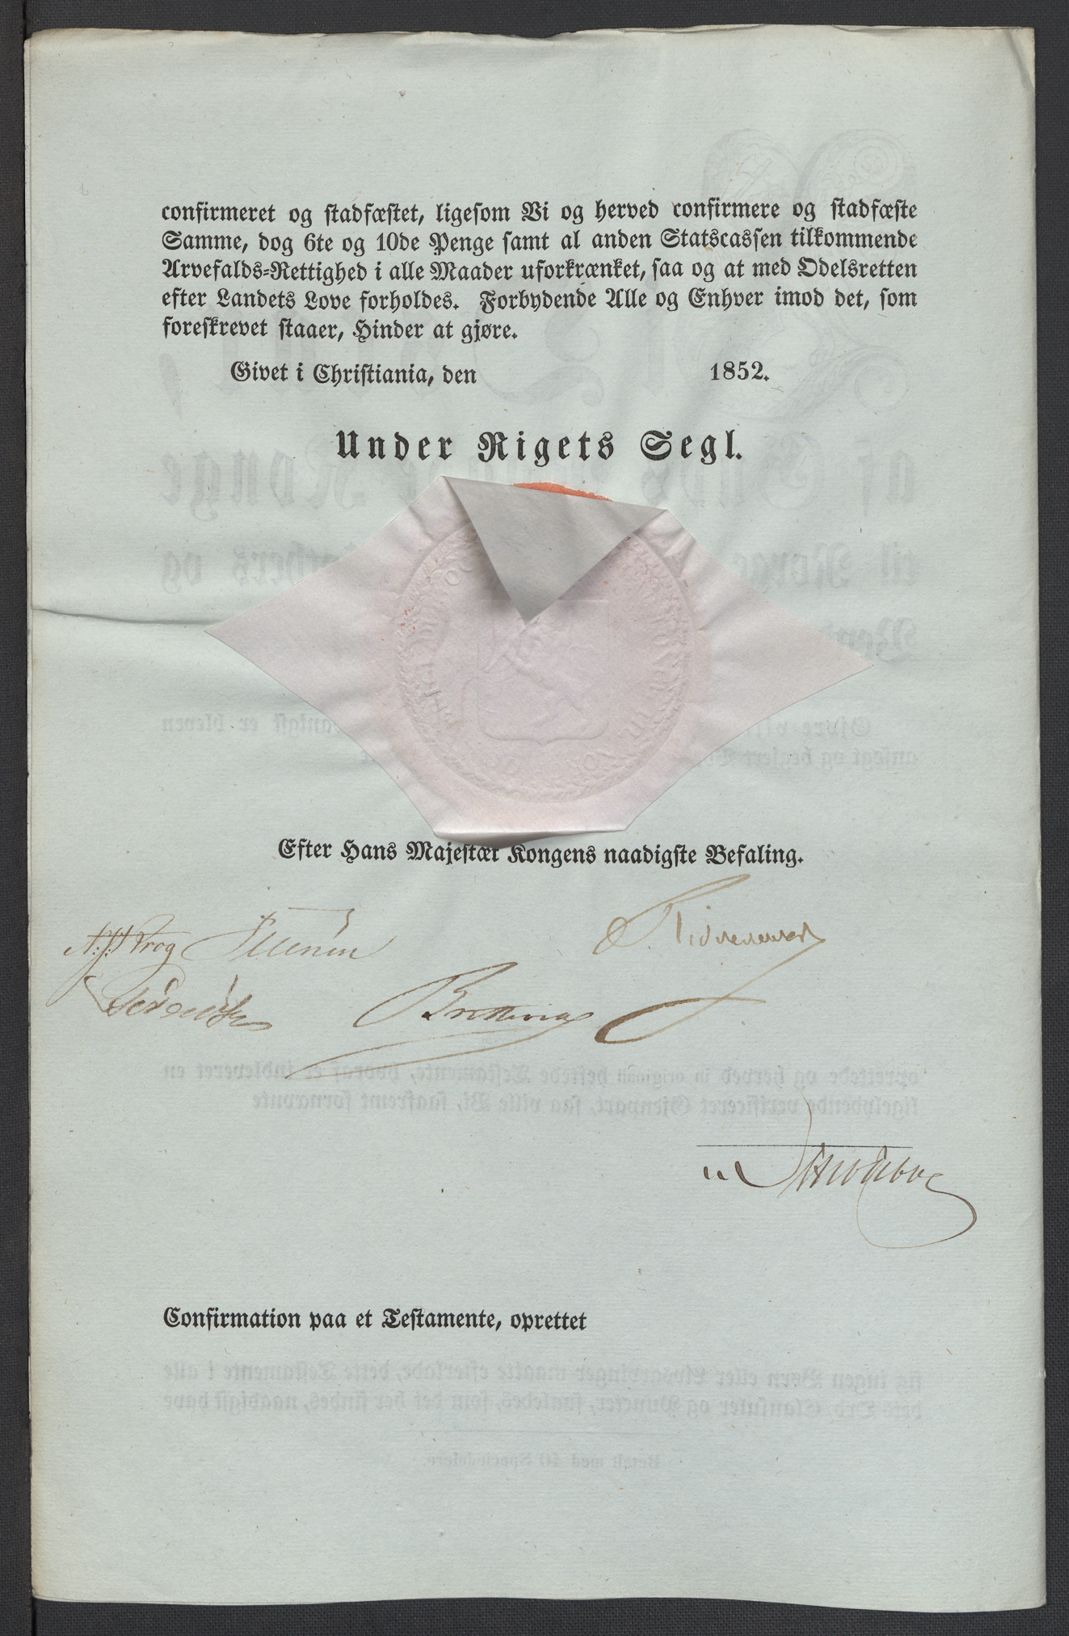 confirmeret og stadfæstet, ligesom Vi og herved confirmere og stadfæste
Samme, dog 6te og 10de Penge samt al anden Statscassen tilkommende
Arvefalds-Rettighed i alle Maader uforkrænket, saa og at med Odelsretten
efter Landets Love forholdes. Forbydende Alle og Enhver imod det, som
foreskrevet staaer, Hinder at gjøre.
Givet i Christiania, den 1852.
Under Rigets Segl.
Efter Hans Majestæt Kongens naadigste Befaling.
Confirmation paa et Testamente, oprettet